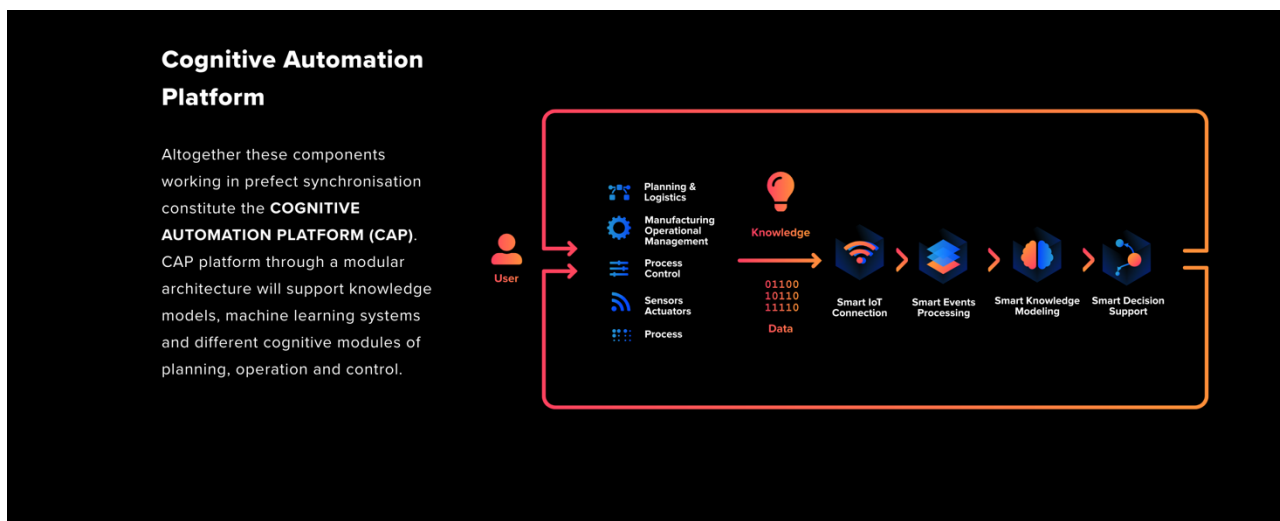 Cognitive Automation
Platform
Altogether these components
working in prefect synchronisation
constitute the COGNITIVE
AUTOMATION PLATFORM (CAP).
CAP platform through a modular
architecture will support knowledge
models, machine learning systems
and different cognitive modules of
planning, operation and control.
User
Planning &
Logistics
Manufacturing
Operational
Management
Process
Control
Sensors
Actuators
Process
Knowledge
01100
10110
11110
Data
Smart IoT
Connection
Smart Events
Processing
Smart Knowledge
Modeling
Smart Decision
Support